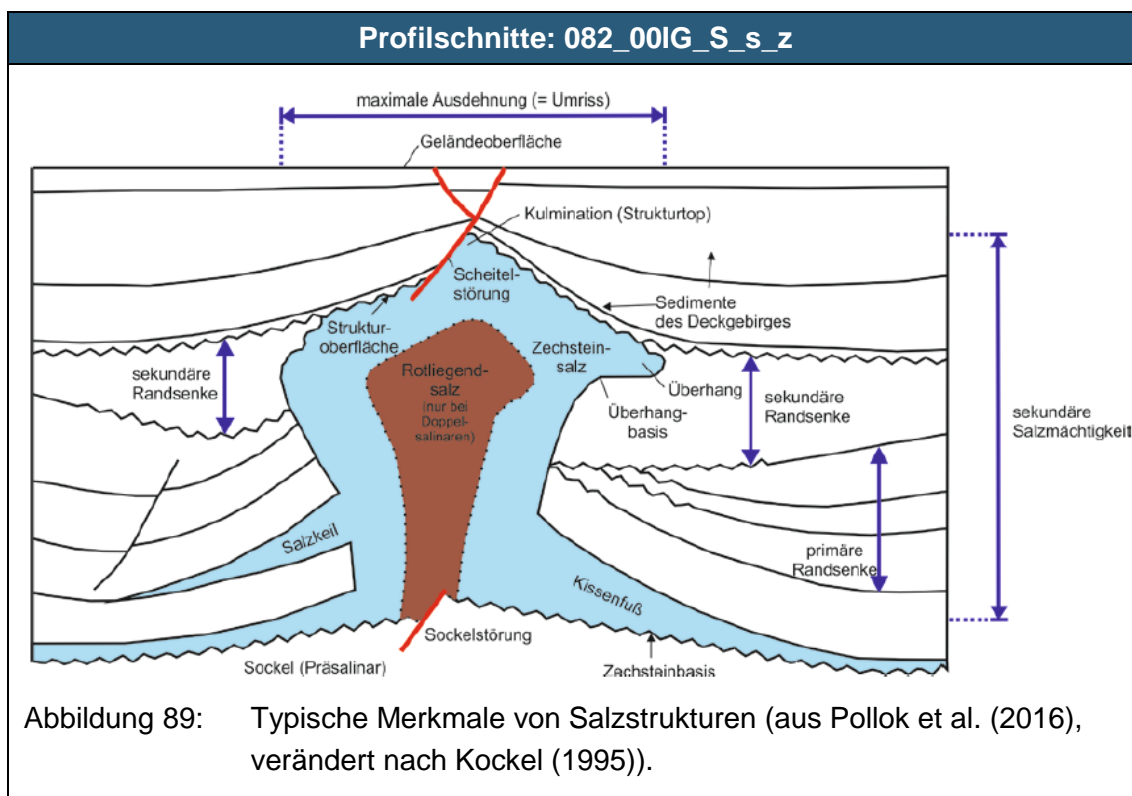 Profilschnitte: 082_00IG_S_s_z
maximale Ausdehnung (= Umriss)
Geländeoberfläche
Kulmination (Strukturtop)
Scheitel-
störung
Sedimente
des Deckgebirges
Struktur-
oberfläche
Zechstein-
salz
sekundäre
Randsenke
Rotliegend-
salz
(nur bei
Doppel-
salinaren)
Überhang
Überhang-
basis
sekundäre
Randsenke
sekundäre
Salzmächtigkeit
Salzkeil
primäre
Randsenke
Kissenfuß
Sockelstörung
Sockel (Präsalinar)
Zechsteinbasis
Abbildung 89: Typische Merkmale von Salzstrukturen (aus Pollok et al. (2016),
verändert nach Kockel (1995)).